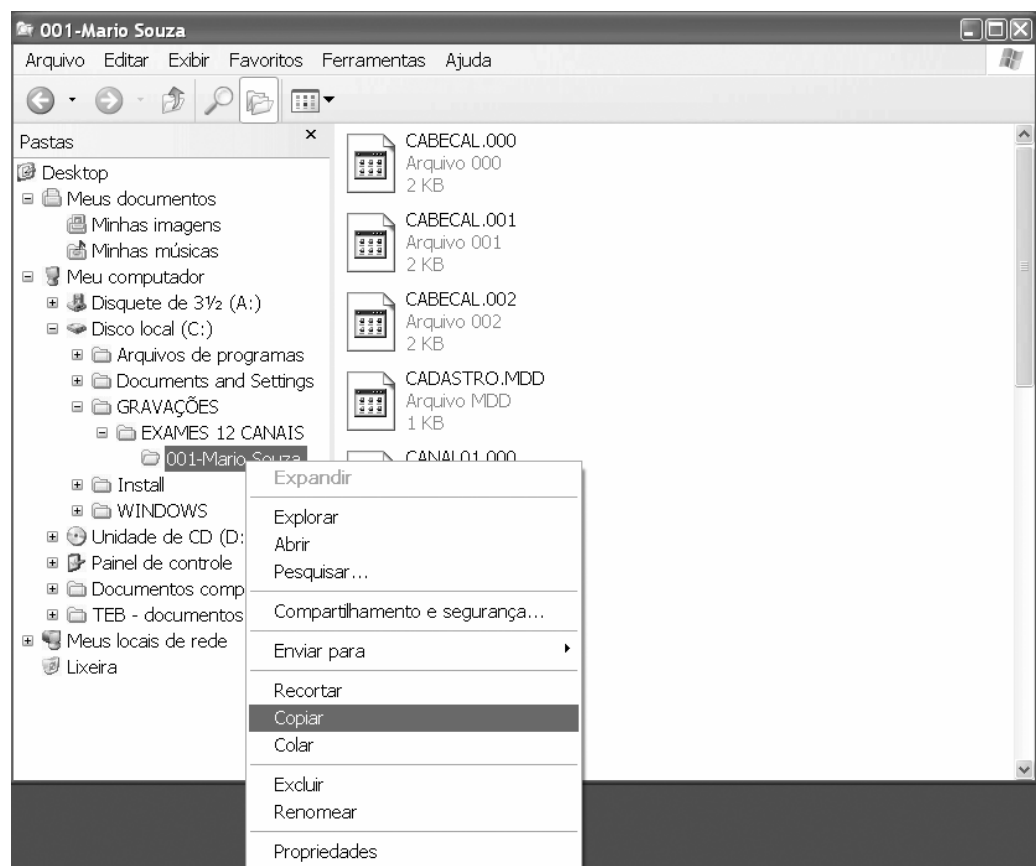 001-Mario Souza
Arquivo Editar Exibir Favoritos Ferramentas Ajuda
Pastas x
Desktop
Meus documentos
Minhas imagens
Minhas músicas
Meu computador
Disquete de 3½ (A:)
Disco local (C:)
Arquivos de programas
Documents and Settings
GRAVAÇÕES
EXAMES 12 CANAIS
001-Mario Souza
Install
WINDOWS
Unidade de CD (D:
Painel de controle
Documentos comp
TEB - documentos
Meus locais de rede
Lixeira
CABECAL.000
Arquivo 000
2 KB
CABECAL.001
Arquivo 001
2 KB
CABECAL.002
Arquivo 002
2 KB
CADASTRO.MDD
Arquivo MDD
1 KB
CANAL01.000
Expandir
Explorar
Abrir
Pesquisar...
Compartilhamento e segurança...
Enviar para
Recortar
Copiar
Colar
Excluir
Renomear
Propriedades